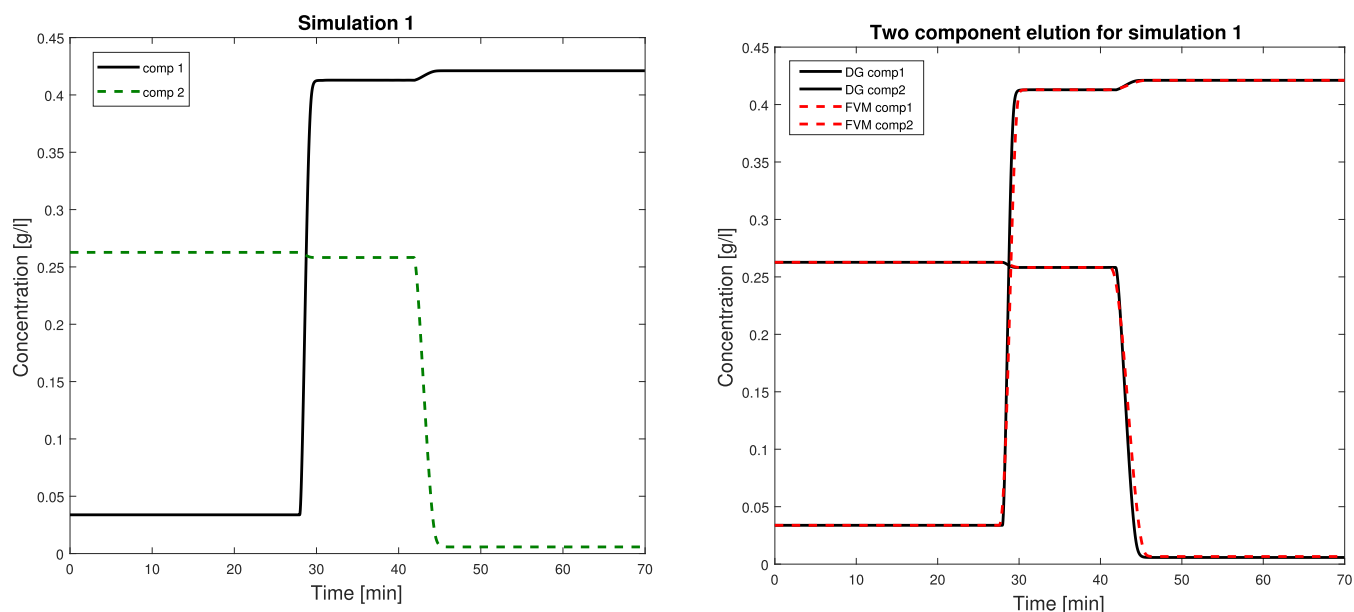 Simulation 1
comp 1
comp 2
Concentration [g/l]
0.45
0.4
0.35
0.3
0.25
0.2
0.15
0.1
0.05
0
0 10 20 30 40 50 60 70
Time [min]
Two component elution for simulation 1
DG comp1
DG comp2
FVM comp1
FVM comp2
Concentration [g/l]
0.45
0.4
0.35
0.3
0.25
0.2
0.15
0.1
0.05
0
0 10 20 30 40 50 60 70
Time [min]